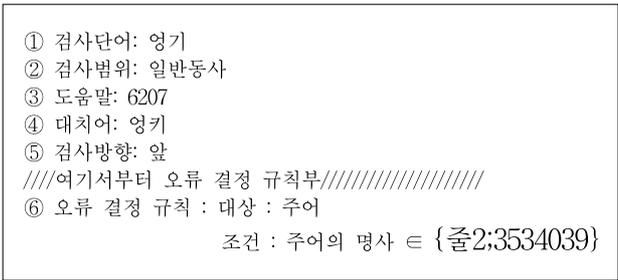 ① 검사단어: 엉기
② 검사범위: 일반동사
③ 도움말: 6207
④ 대치어: 엉키
⑤ 검사방향: 앞
////여기서부터 오류 결정 규칙부/////////////////////
⑥ 오류 결정 규칙 : 대상 : 주어
조건 : 주어의 명사 ∈ {줄2;3534039}